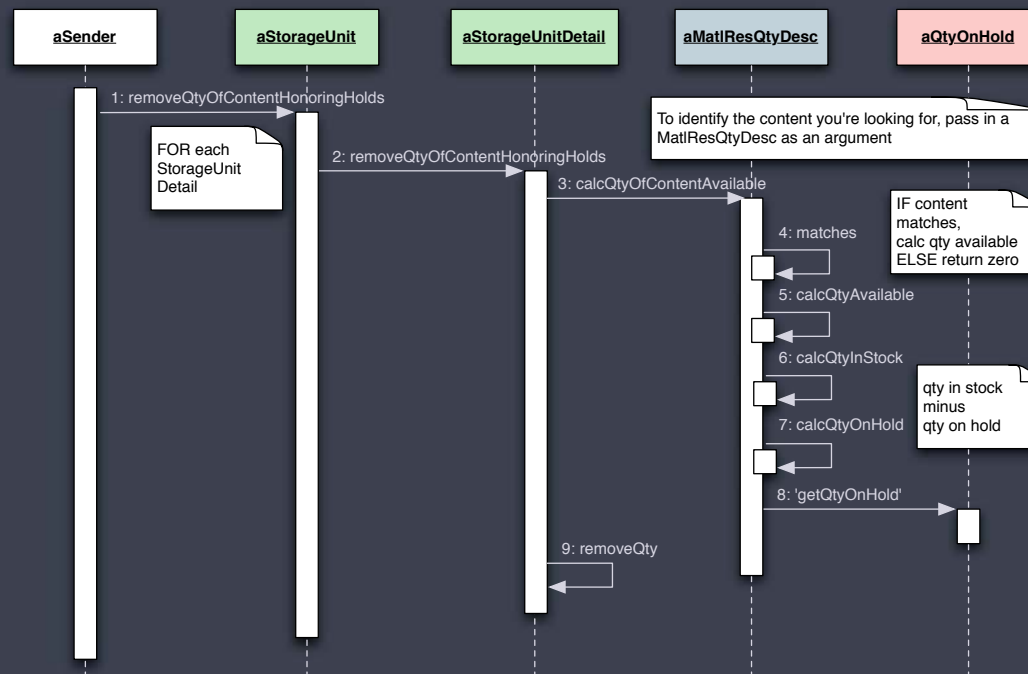 aSender
aStorageUnit
aStorageUnitDetail
aMatlResQtyDesc
aQtyOnHold
1: removeQtyOfContentHonoringHolds
To identify the content you're looking for, pass in a
MatlResQtyDesc as an argument
FOR each
StorageUnit
Detail
2: removeQtyOfContentHonoringHolds
3: calcQtyOfContentAvailable
IF content
matches,
calc qty available
ELSE return zero
4: matches
5: calcQtyAvailable
6: calcQtyInStock
qty in stock
minus
qty on hold
7: calcQtyOnHold
8: 'getQtyOnHold'
9: removeQty